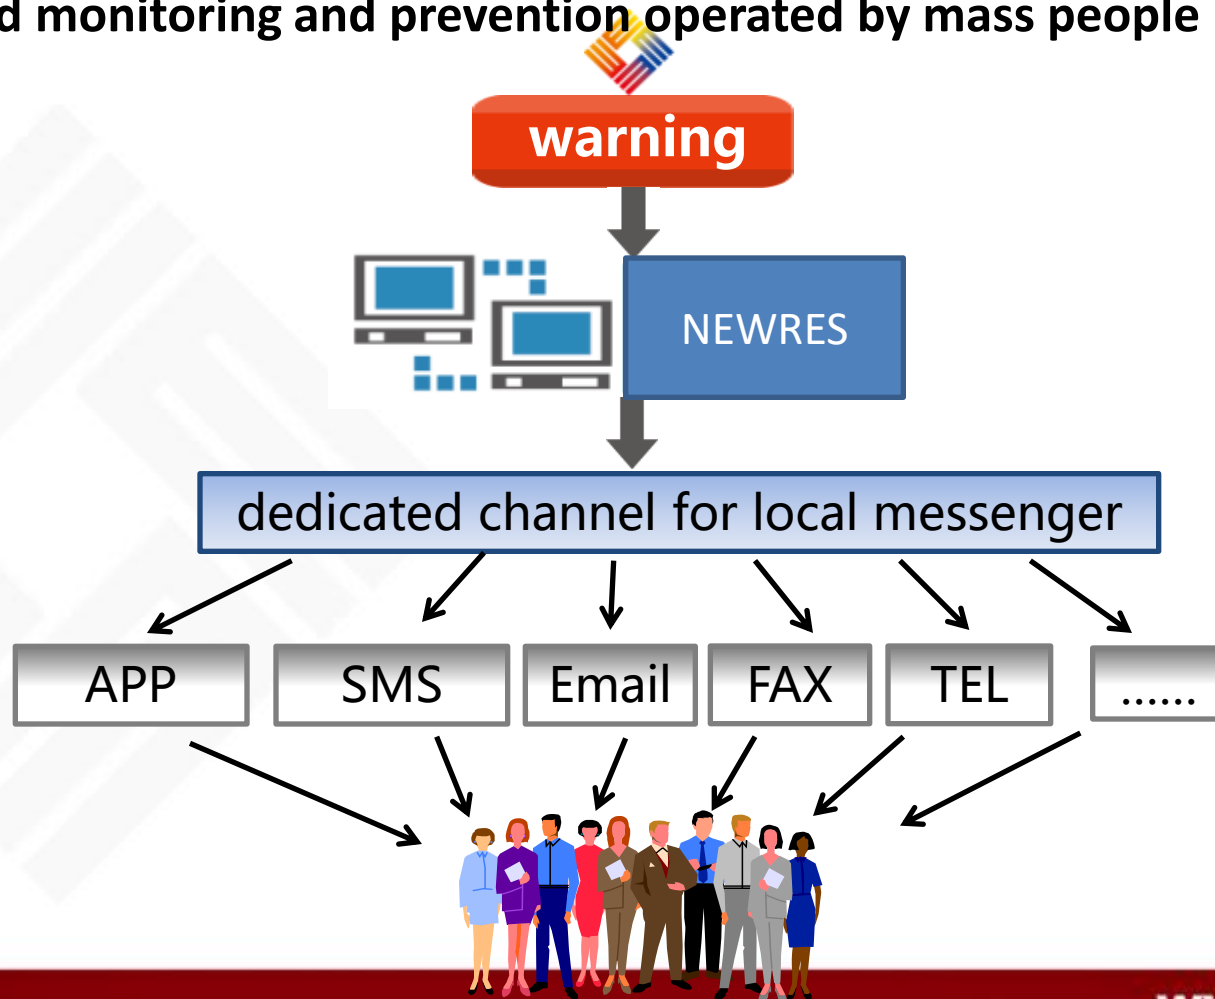 d monitoring and prevention operated by mass people
warning
NEWRES
dedicated channel for local messenger
APP
SMS
Email
FAX
TEL
......